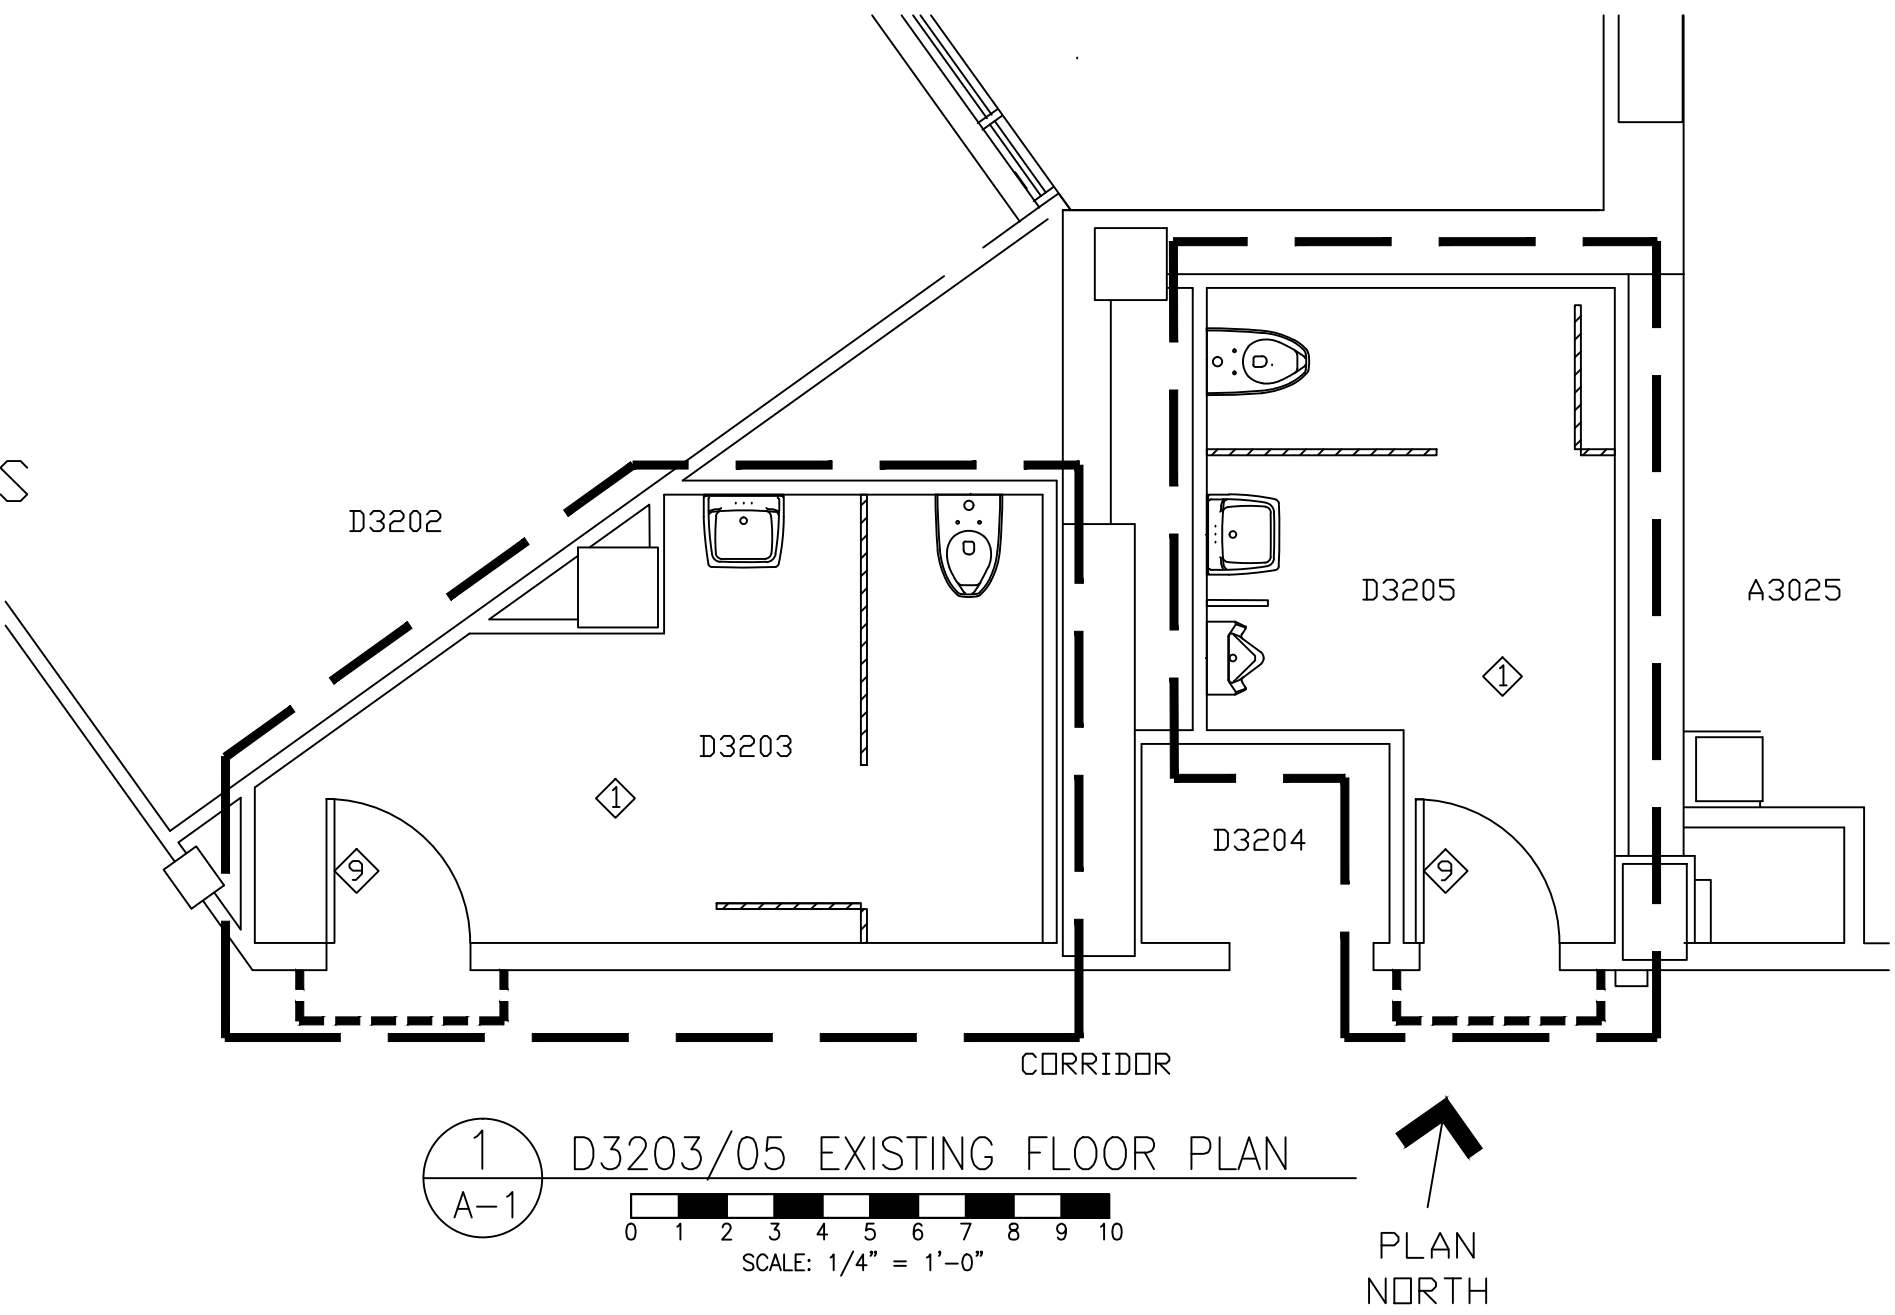 S
D3202
D3205
A3025
1
D3203
1
D3204
9
9
CORRIDOR
1
D3203/05 EXISTING FLOOR PLAN
A-1
0 1 2 3 4 5 6 7 8 9 10
SCALE: 1/4" = 1'-0"
PLAN
NORTH